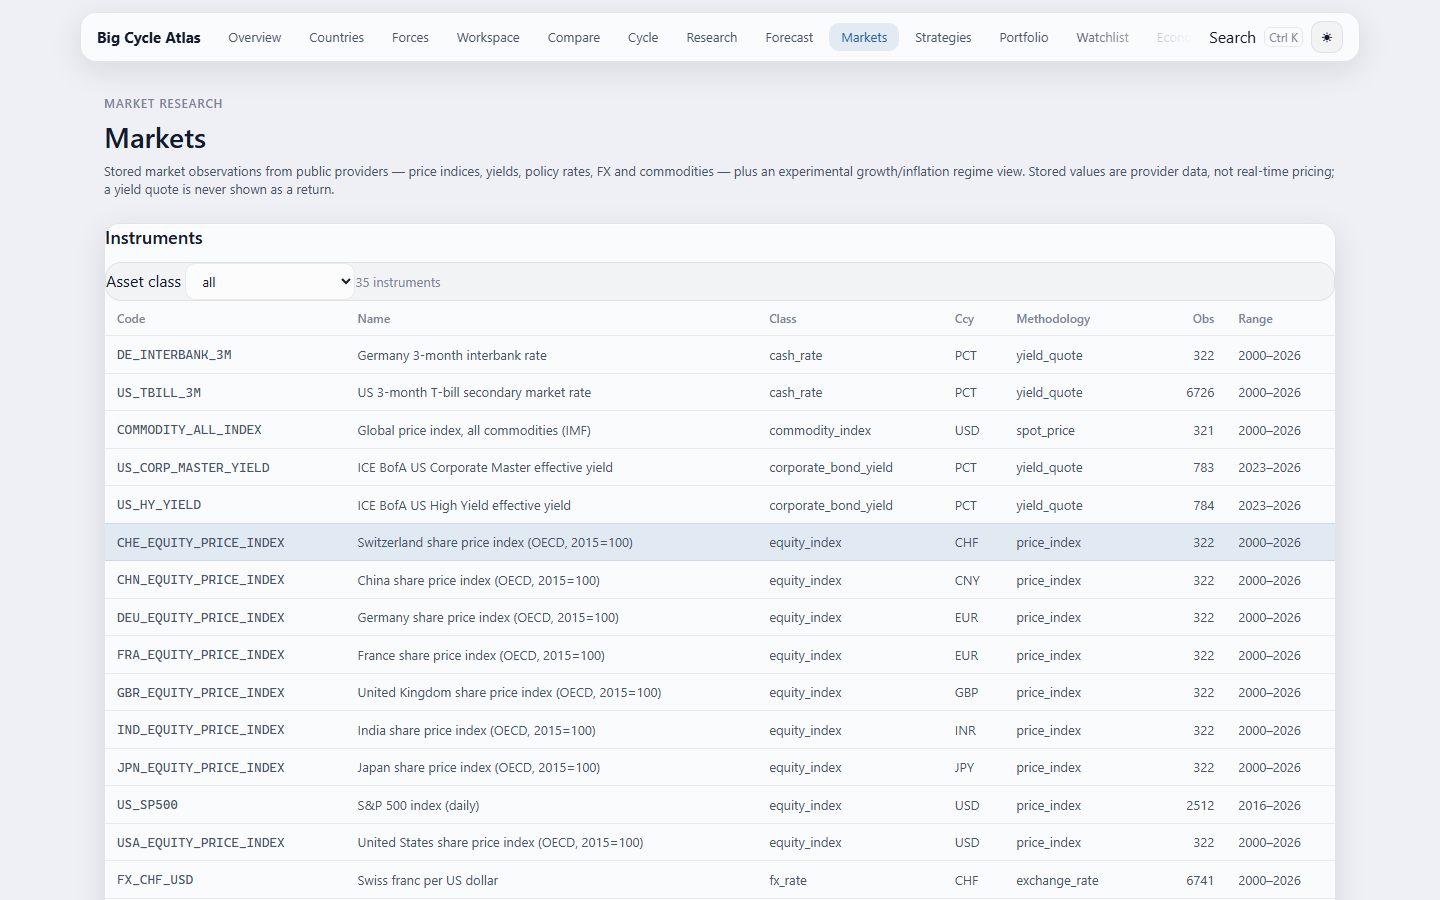 Big Cycle Atlas Overview Countries Forces Workspace Compare Cycle Research Forecast Markets Strategies Portfolio Watchlist Search Ctrl K
MARKET RESEARCH
Markets
Stored market observations from public providers — price indices, yields, policy rates, FX and commodities — plus an experimental growth/inflation regime view. Stored values are provider data, not real-time pricing;
a yield quote is never shown as a return.
Instruments
Asset class all 35 instruments
Code Name Class Ccy Methodology Obs Range
DE_INTERBANK_3M Germany 3-month interbank rate cash_rate PCT yield_quote 322 2000–2026
US_TBILL_3M US 3-month T-bill secondary market rate cash_rate PCT yield_quote 6726 2000–2026
COMMODITY_ALL_INDEX Global price index, all commodities (IMF) commodity_index USD spot_price 321 2000–2026
US_CORP_MASTER_YIELD ICE BofA US Corporate Master effective yield corporate_bond_yield PCT yield_quote 783 2023–2026
US_HY_YIELD ICE BofA US High Yield effective yield corporate_bond_yield PCT yield_quote 784 2023–2026
CHE_EQUITY_PRICE_INDEX Switzerland share price index (OECD, 2015=100) equity_index CHF price_index 322 2000–2026
CHN_EQUITY_PRICE_INDEX China share price index (OECD, 2015=100) equity_index CNY price_index 322 2000–2026
DEU_EQUITY_PRICE_INDEX Germany share price index (OECD, 2015=100) equity_index EUR price_index 322 2000–2026
FRA_EQUITY_PRICE_INDEX France share price index (OECD, 2015=100) equity_index EUR price_index 322 2000–2026
GBR_EQUITY_PRICE_INDEX United Kingdom share price index (OECD, 2015=100) equity_index GBP price_index 322 2000–2026
IND_EQUITY_PRICE_INDEX India share price index (OECD, 2015=100) equity_index INR price_index 322 2000–2026
JPN_EQUITY_PRICE_INDEX Japan share price index (OECD, 2015=100) equity_index JPY price_index 322 2000–2026
US_SP500 S&P 500 index (daily) equity_index USD price_index 2512 2016–2026
USA_EQUITY_PRICE_INDEX United States share price index (OECD, 2015=100) equity_index USD price_index 322 2000–2026
FX_CHF_USD Swiss franc per US dollar fx_rate CHF exchange_rate 6741 2000–2026